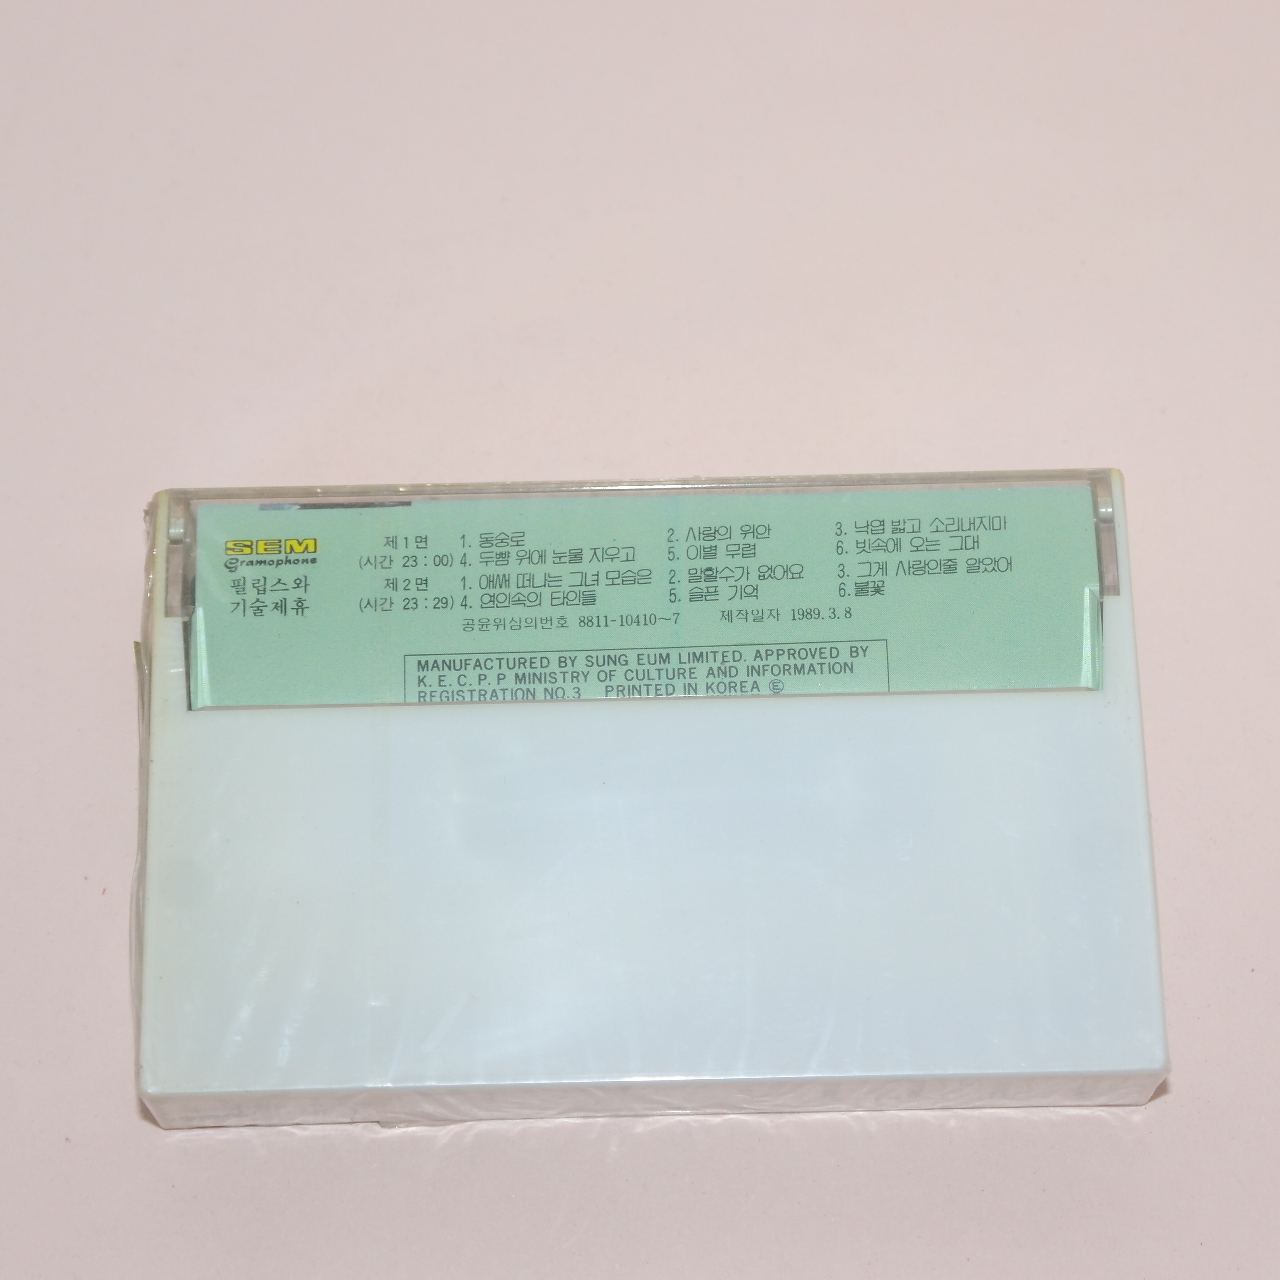 SEM
Gramophone
필립스와
기술제휴
제1면 1. 동숭로 2. 사랑의 위안 3. 낙엽 밟고 소리내지마
(시간 23:00) 4. 두뺨 위에 눈물 지우고 5. 이별 무렵 6. 빗속에 오는 그대
제2면 1. 애써 떠나는 그녀 모습은 2. 말할수가 없어요 3. 그게 사랑인줄 알았어
(시간 23:29) 4. 연인속의 타인들 5. 슬픈 기억 6. 불꽃
공윤위심의번호 8811-10410~7 제작일자 1989.3.8
MANUFACTURED BY SUNG EUM LIMITED. APPROVED BY
K. E. C. P. P MINISTRY OF CULTURE AND INFORMATION
REGISTRATION NO.3 PRINTED IN KOREA Ⓔ